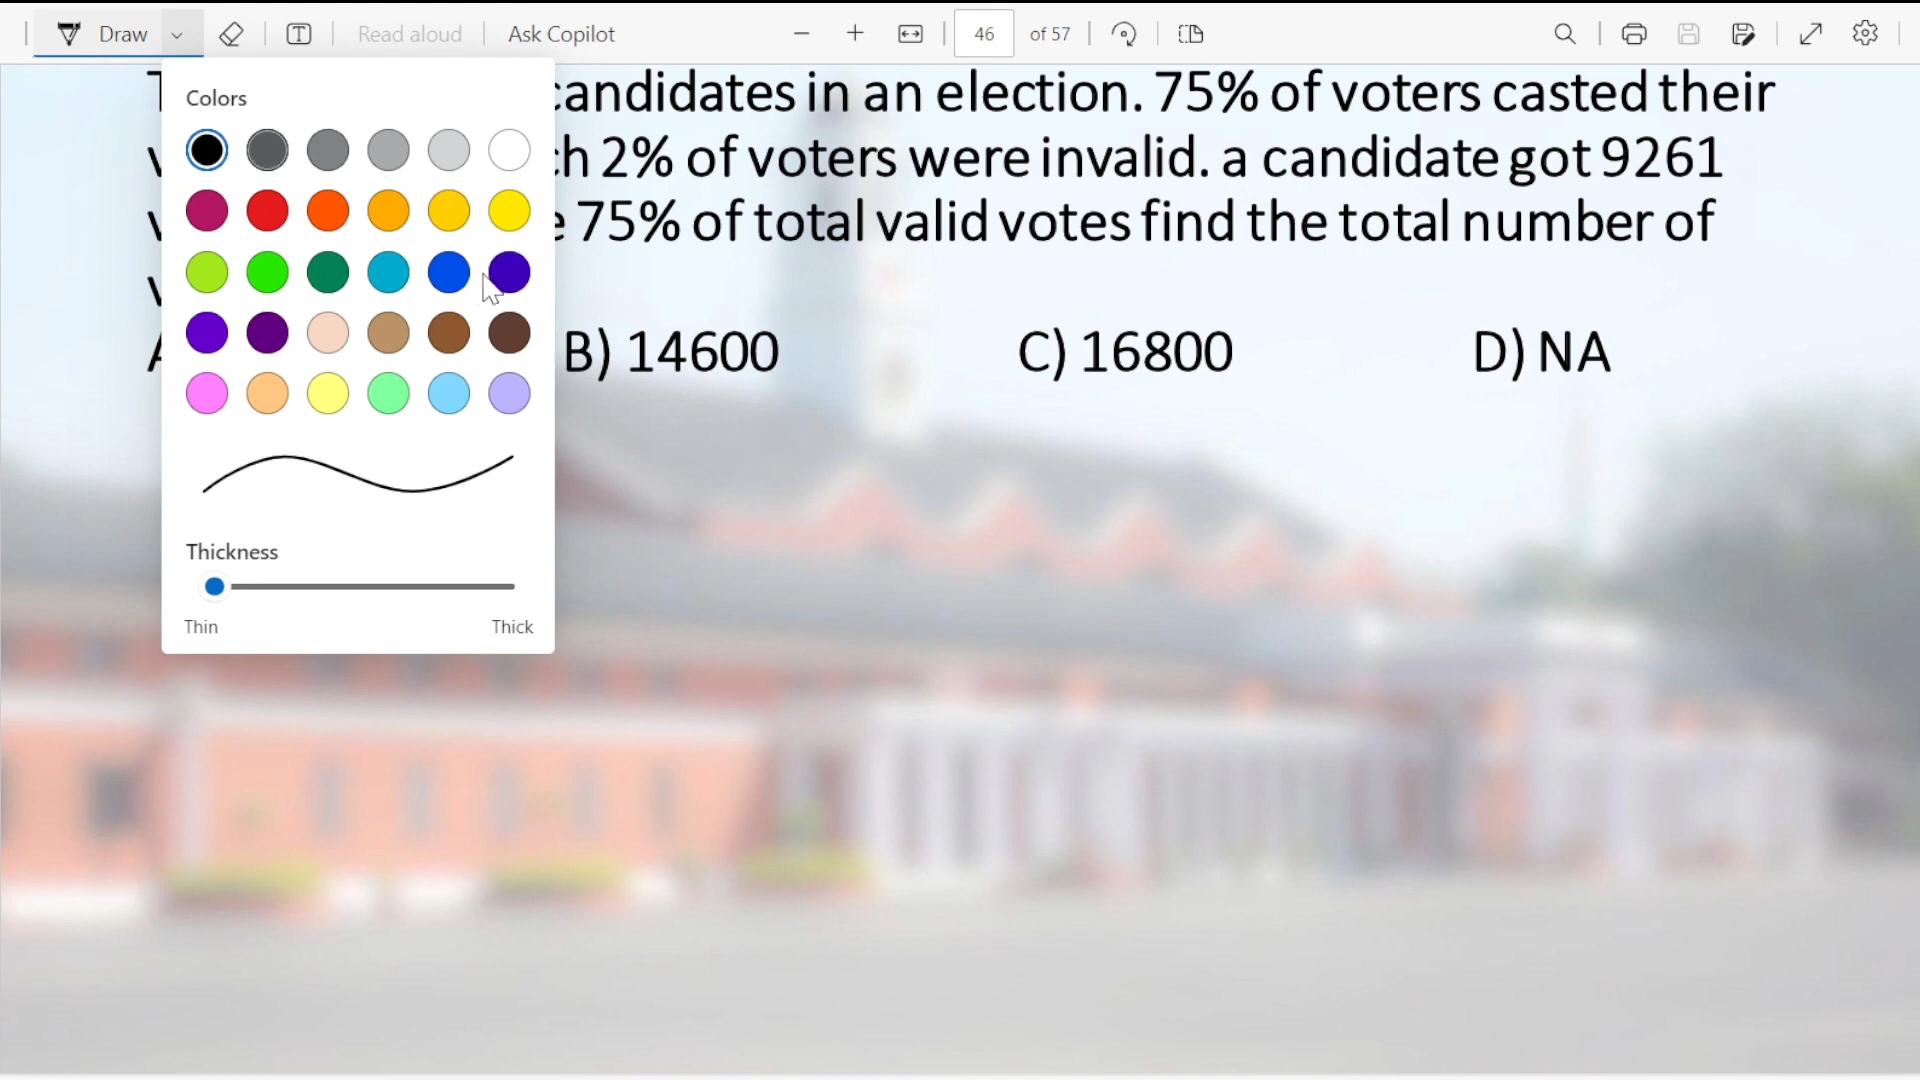 Draw
Read aloud
Ask Copilot
46
of 57
Colors
Thickness
Thin
Thick
candidates in an election. 75% of voters casted their
ch 2% of voters were invalid. a candidate got 9261
75% of total valid votes find the total number of
B) 14600
C) 16800
D) NA